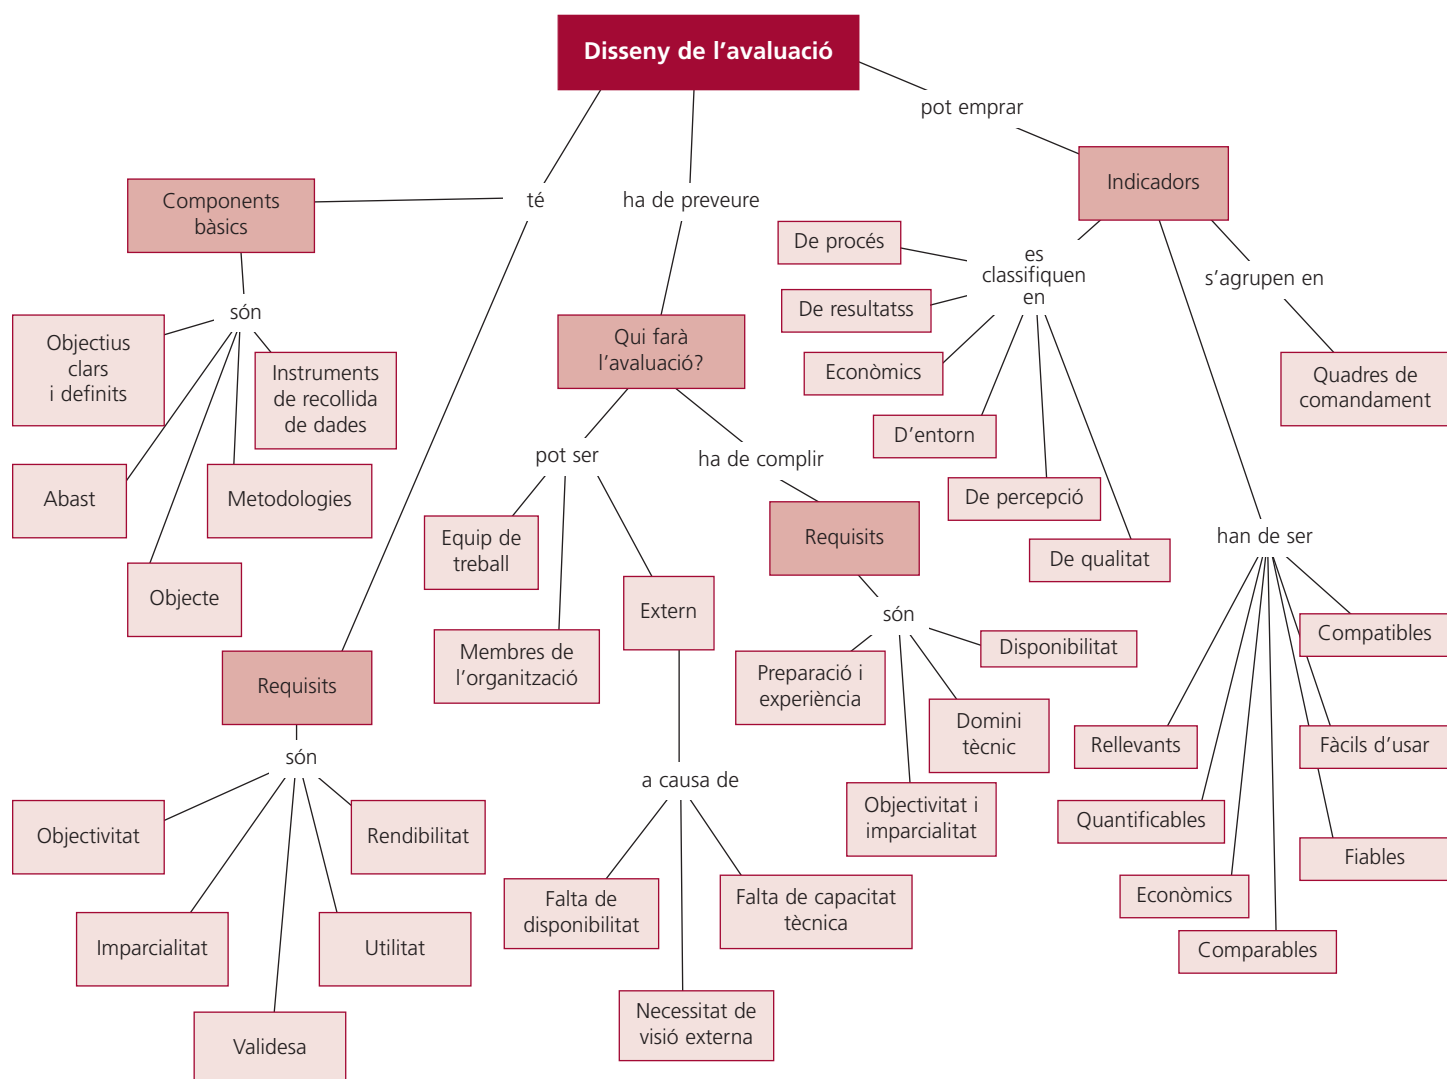 Disseny de l’avaluació
pot emprar
Indicadors
Components
bàsics
té
ha de preveure
De procés
es
classifiquen
en
s’agrupen en
són
De resultatss
Objectius
clars
i definits
Instruments
de recollida
de dades
Qui farà
l’avaluació?
Econòmics
Quadres de
comandament
D’entorn
pot ser
ha de complir
Abast
Metodologies
De percepció
Equip de
treball
Requisits
han de ser
De qualitat
Objecte
Extern
són
Compatibles
Disponibilitat
Membres de
l’organització
Preparació i
experiència
Requisits
Domini
tècnic
Rellevants
Fàcils d’usar
són
a causa de
Objectivitat i
imparcialitat
Quantificables
Objectivitat
Rendibilitat
Fiables
Falta de
disponibilitat
Falta de capacitat
tècnica
Econòmics
Imparcialitat
Utilitat
Comparables
Necessitat de
visió externa
Validesa